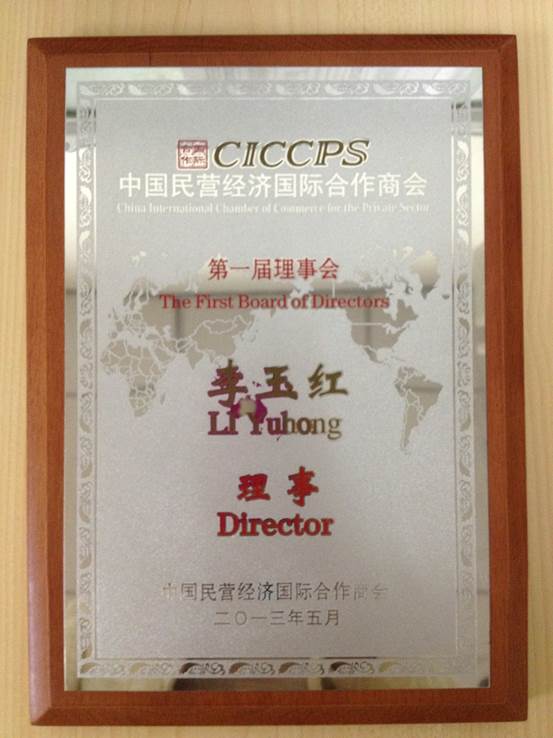 CICCPS
中国民营经济国际合作商会
China International Chamber of Commerce for the Private Sector
第一届理事会
The First Board of Directors
李玉红
LI Yuhong
理事
Director
中国民营经济国际合作商会
二〇一三年五月